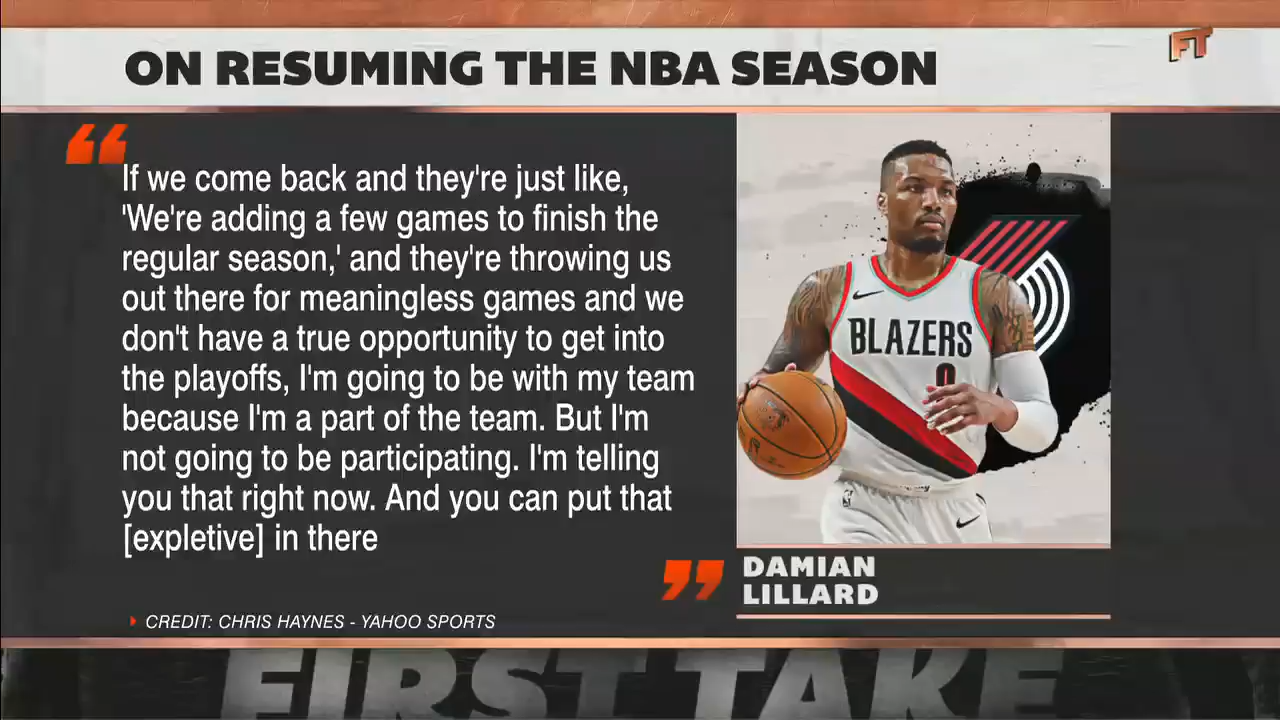 ON RESUMING THE NBA SEASON
FT
“
If we come back and they're just like,
'We're adding a few games to finish the
regular season,' and they're throwing us
out there for meaningless games and we
don't have a true opportunity to get into
the playoffs, I'm going to be with my team
because I'm a part of the team. But I'm
not going to be participating. I'm telling
you that right now. And you can put that
[expletive] in there
”
BLAZERS
0
DAMIAN
LILLARD
CREDIT: CHRIS HAYNES - YAHOO SPORTS
FIRST TAKE